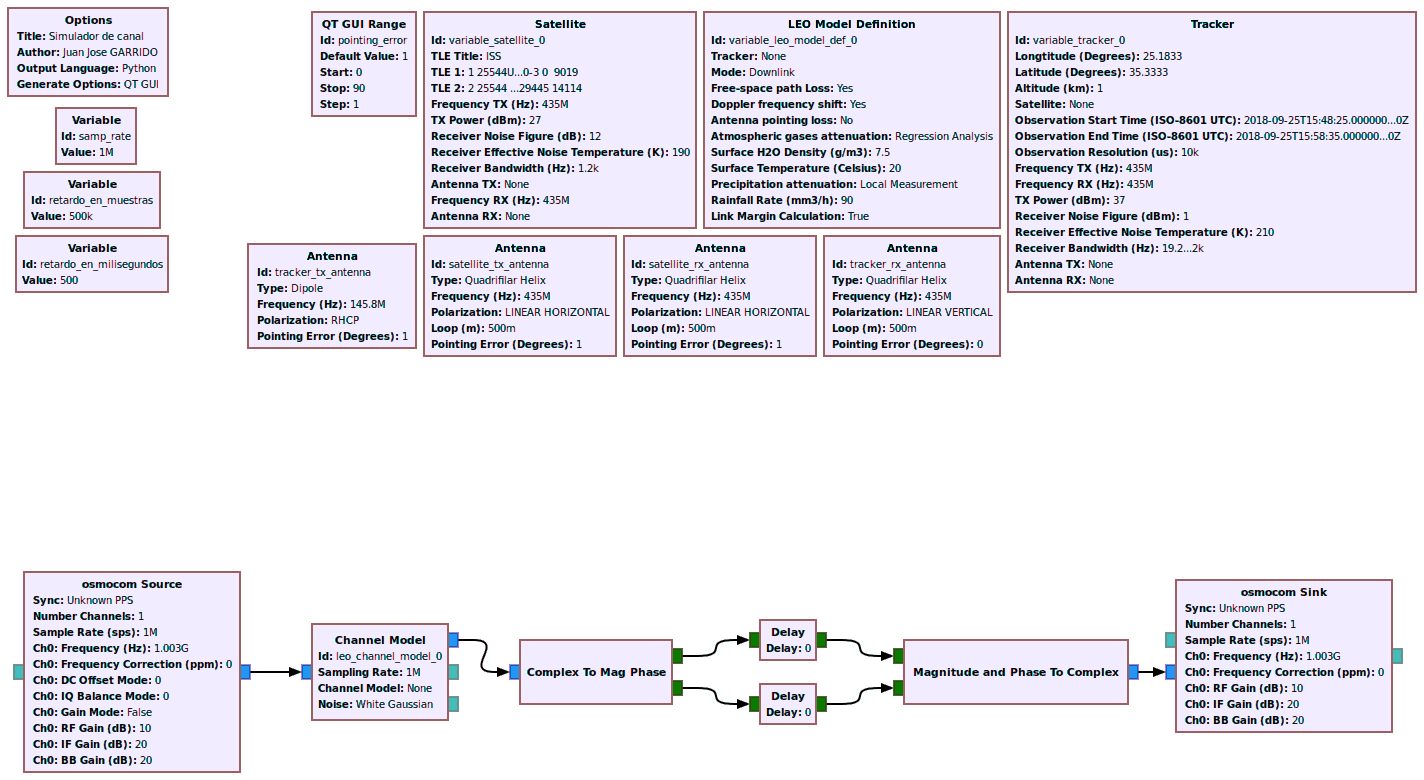 Options
Title: Simulador de canal
Author: Juan Jose GARRIDO
Output Language: Python
Generate Options: QT GUI
Variable
Id: samp_rate
Value: 1M
Variable
Id: retardo_en_muestras
Value: 500k
Variable
Id: retardo_en_milisegundos
Value: 500
QT GUI Range
Id: pointing_error
Default Value: 1
Start: 0
Stop: 90
Step: 1
Satellite
Id: variable_satellite_0
TLE Title: ISS
TLE 1: 1 25544U...0-3 0 9019
TLE 2: 2 25544 ...29445 14114
Frequency TX (Hz): 435M
TX Power (dBm): 27
Receiver Noise Figure (dB): 12
Receiver Effective Noise Temperature (K): 190
Receiver Bandwidth (Hz): 1.2k
Antenna TX: None
Frequency RX (Hz): 435M
Antenna RX: None
LEO Model Definition
Id: variable_leo_model_def_0
Tracker: None
Mode: Downlink
Free-space path Loss: Yes
Doppler frequency shift: Yes
Antenna pointing loss: No
Atmospheric gases attenuation: Regression Analysis
Surface H2O Density (g/m3): 7.5
Surface Temperature (Celsius): 20
Precipitation attenuation: Local Measurement
Rainfall Rate (mm3/h): 90
Link Margin Calculation: True
Tracker
Id: variable_tracker_0
Longtitude (Degrees): 25.1833
Latitude (Degrees): 35.3333
Altitude (km): 1
Satellite: None
Observation Start Time (ISO-8601 UTC): 2018-09-25T15:48:25.000000...0Z
Observation End Time (ISO-8601 UTC): 2018-09-25T15:58:35.000000...0Z
Observation Resolution (us): 10k
Frequency TX (Hz): 435M
Frequency RX (Hz): 435M
TX Power (dBm): 37
Receiver Noise Figure (dBm): 1
Receiver Effective Noise Temperature (K): 210
Receiver Bandwidth (Hz): 19.2...2k
Antenna TX: None
Antenna RX: None
Antenna
Id: tracker_tx_antenna
Type: Dipole
Frequency (Hz): 145.8M
Polarization: RHCP
Pointing Error (Degrees): 1
Antenna
Id: satellite_tx_antenna
Type: Quadrifilar Helix
Frequency (Hz): 435M
Polarization: LINEAR HORIZONTAL
Loop (m): 500m
Pointing Error (Degrees): 1
Antenna
Id: satellite_rx_antenna
Type: Quadrifilar Helix
Frequency (Hz): 435M
Polarization: LINEAR HORIZONTAL
Loop (m): 500m
Pointing Error (Degrees): 1
Antenna
Id: tracker_rx_antenna
Type: Quadrifilar Helix
Frequency (Hz): 435M
Polarization: LINEAR VERTICAL
Loop (m): 500m
Pointing Error (Degrees): 0
osmocom Source
Sync: Unknown PPS
Number Channels: 1
Sample Rate (sps): 1M
Ch0: Frequency (Hz): 1.003G
Ch0: Frequency Correction (ppm): 0
Ch0: DC Offset Mode: 0
Ch0: IQ Balance Mode: 0
Ch0: Gain Mode: False
Ch0: RF Gain (dB): 10
Ch0: IF Gain (dB): 20
Ch0: BB Gain (dB): 20
Channel Model
Id: leo_channel_model_0
Sampling Rate: 1M
Channel Model: None
Noise: White Gaussian
Complex To Mag Phase
Delay
Delay: 0
Delay
Delay: 0
Magnitude and Phase To Complex
osmocom Sink
Sync: Unknown PPS
Number Channels: 1
Sample Rate (sps): 1M
Ch0: Frequency (Hz): 1.003G
Ch0: Frequency Correction (ppm): 0
Ch0: RF Gain (dB): 10
Ch0: IF Gain (dB): 20
Ch0: BB Gain (dB): 20